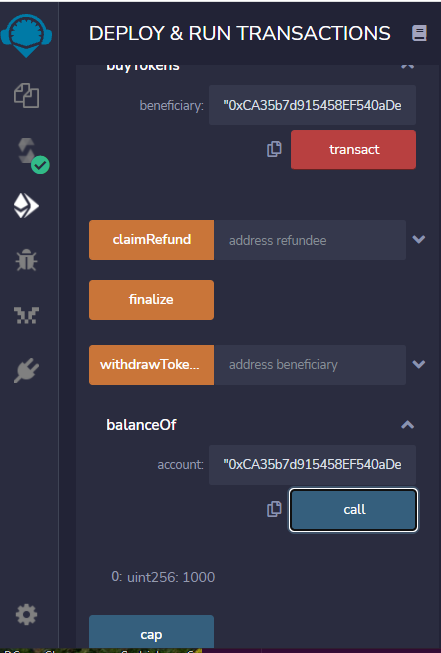 DEPLOY & RUN TRANSACTIONS
buyTokens
beneficiary: "0xCA35b7d915458EF540aDe
transact
claimRefund address refundee
finalize
withdrawToke... address beneficiary
balanceOf
account: "0xCA35b7d915458EF540aDe
call
0: uint256: 1000
cap